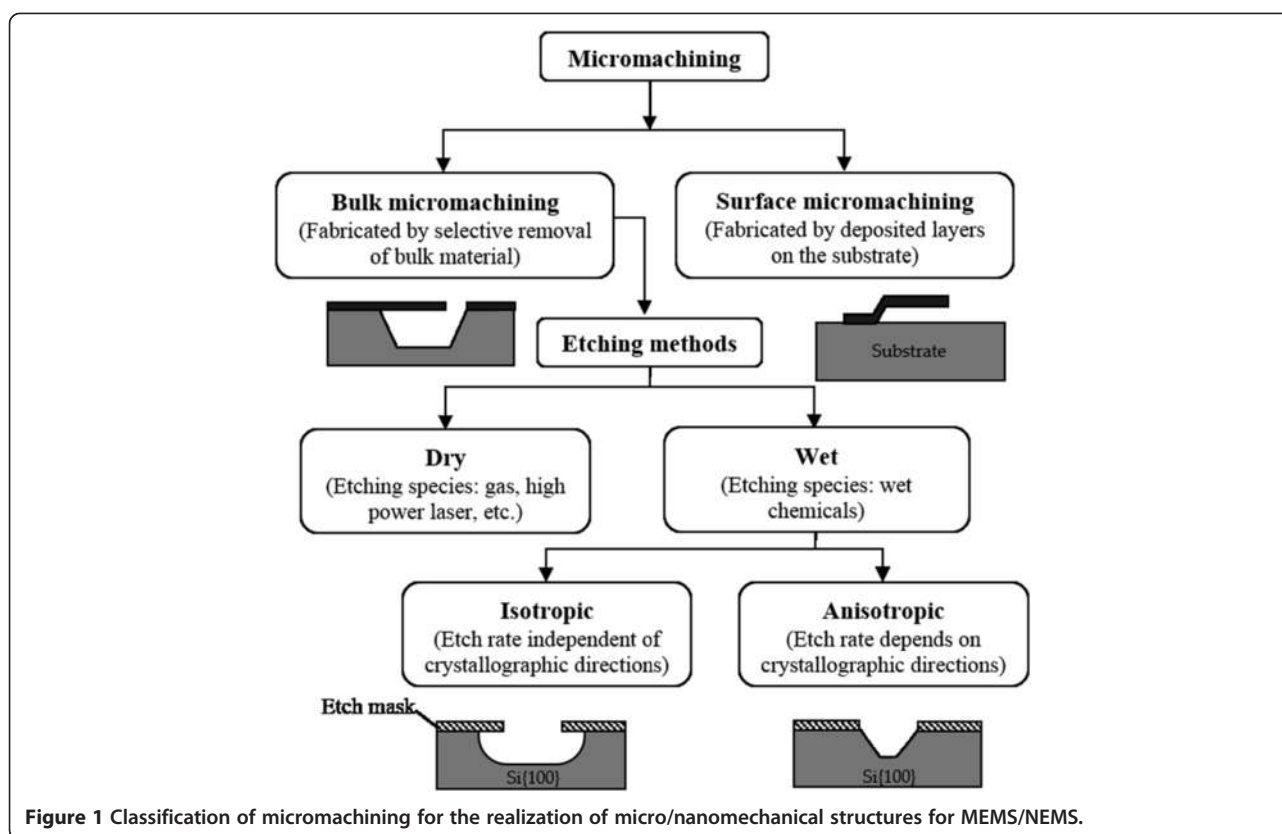 Micromachining
Bulk micromachining
(Fabricated by selective removal
of bulk material)
Surface micromachining
(Fabricated by deposited layers
on the substrate)
Etching methods
Substrate
Dry
(Etching species: gas, high
power laser, etc.)
Wet
(Etching species: wet
chemicals)
Isotropic
(Etch rate independent of
crystallographic directions)
Anisotropic
(Etch rate depends on
crystallographic directions)
Etch mask
Si{100}
Si{100}
Figure 1 Classification of micromachining for the realization of micro/nanomechanical structures for MEMS/NEMS.